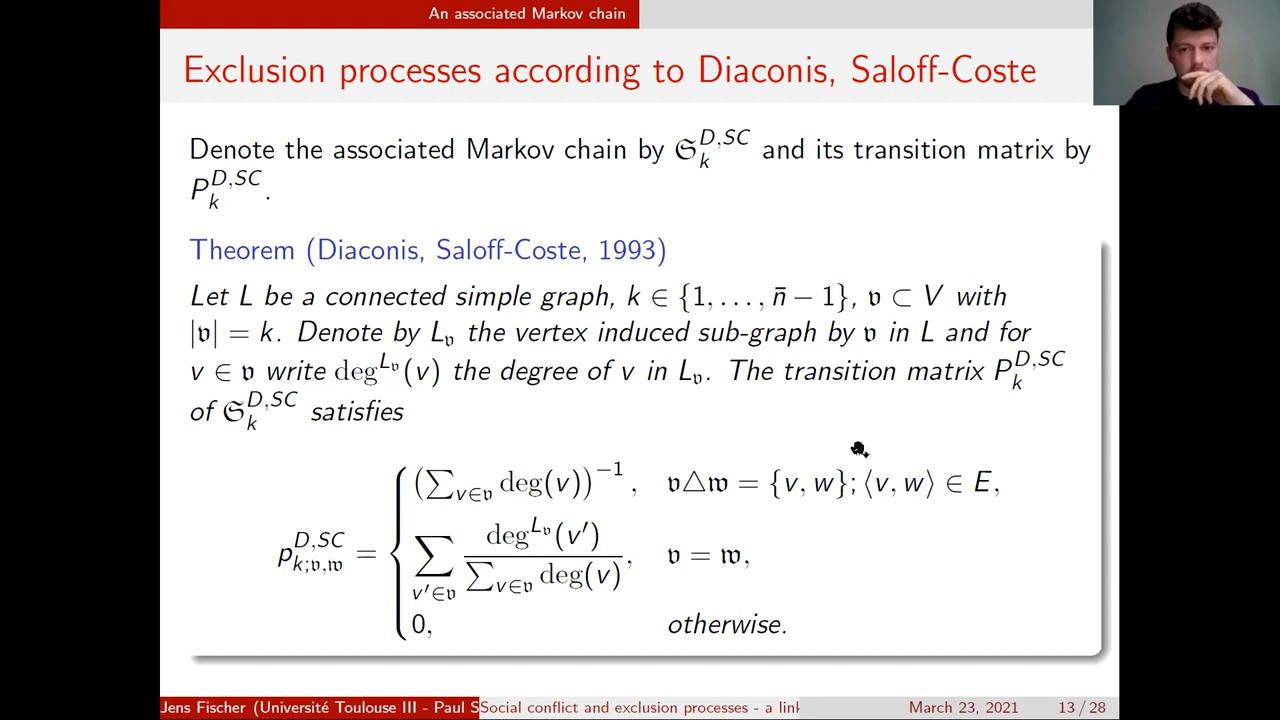 An associated Markov chain
Exclusion processes according to Diaconis, Saloff-Coste
Denote the associated Markov chain by 𝔖_k^{D,SC} and its transition matrix by
P_k^{D,SC}.
Theorem (Diaconis, Saloff-Coste, 1993)
Let L be a connected simple graph, k ∈ {1, …, n̄ − 1}, 𝔳 ⊂ V with
|𝔳| = k. Denote by L_𝔳 the vertex induced sub-graph by 𝔳 in L and for
v ∈ 𝔳 write deg^{L_𝔳}(v) the degree of v in L_𝔳. The transition matrix P_k^{D,SC}
of 𝔖_k^{D,SC} satisfies
p_{k;𝔳,𝔴}^{D,SC} = { (∑_{v∈𝔳} deg(v))^{−1}, 𝔳△𝔴 = {v, w}; ⟨v, w⟩ ∈ E,
∑_{v′∈𝔳} deg^{L_𝔳}(v′) / ∑_{v∈𝔳} deg(v), 𝔳 = 𝔴,
0, otherwise.
Jens Fischer (Université Toulouse III - Paul S Social conflict and exclusion processes - a link March 23, 2021 13 / 28